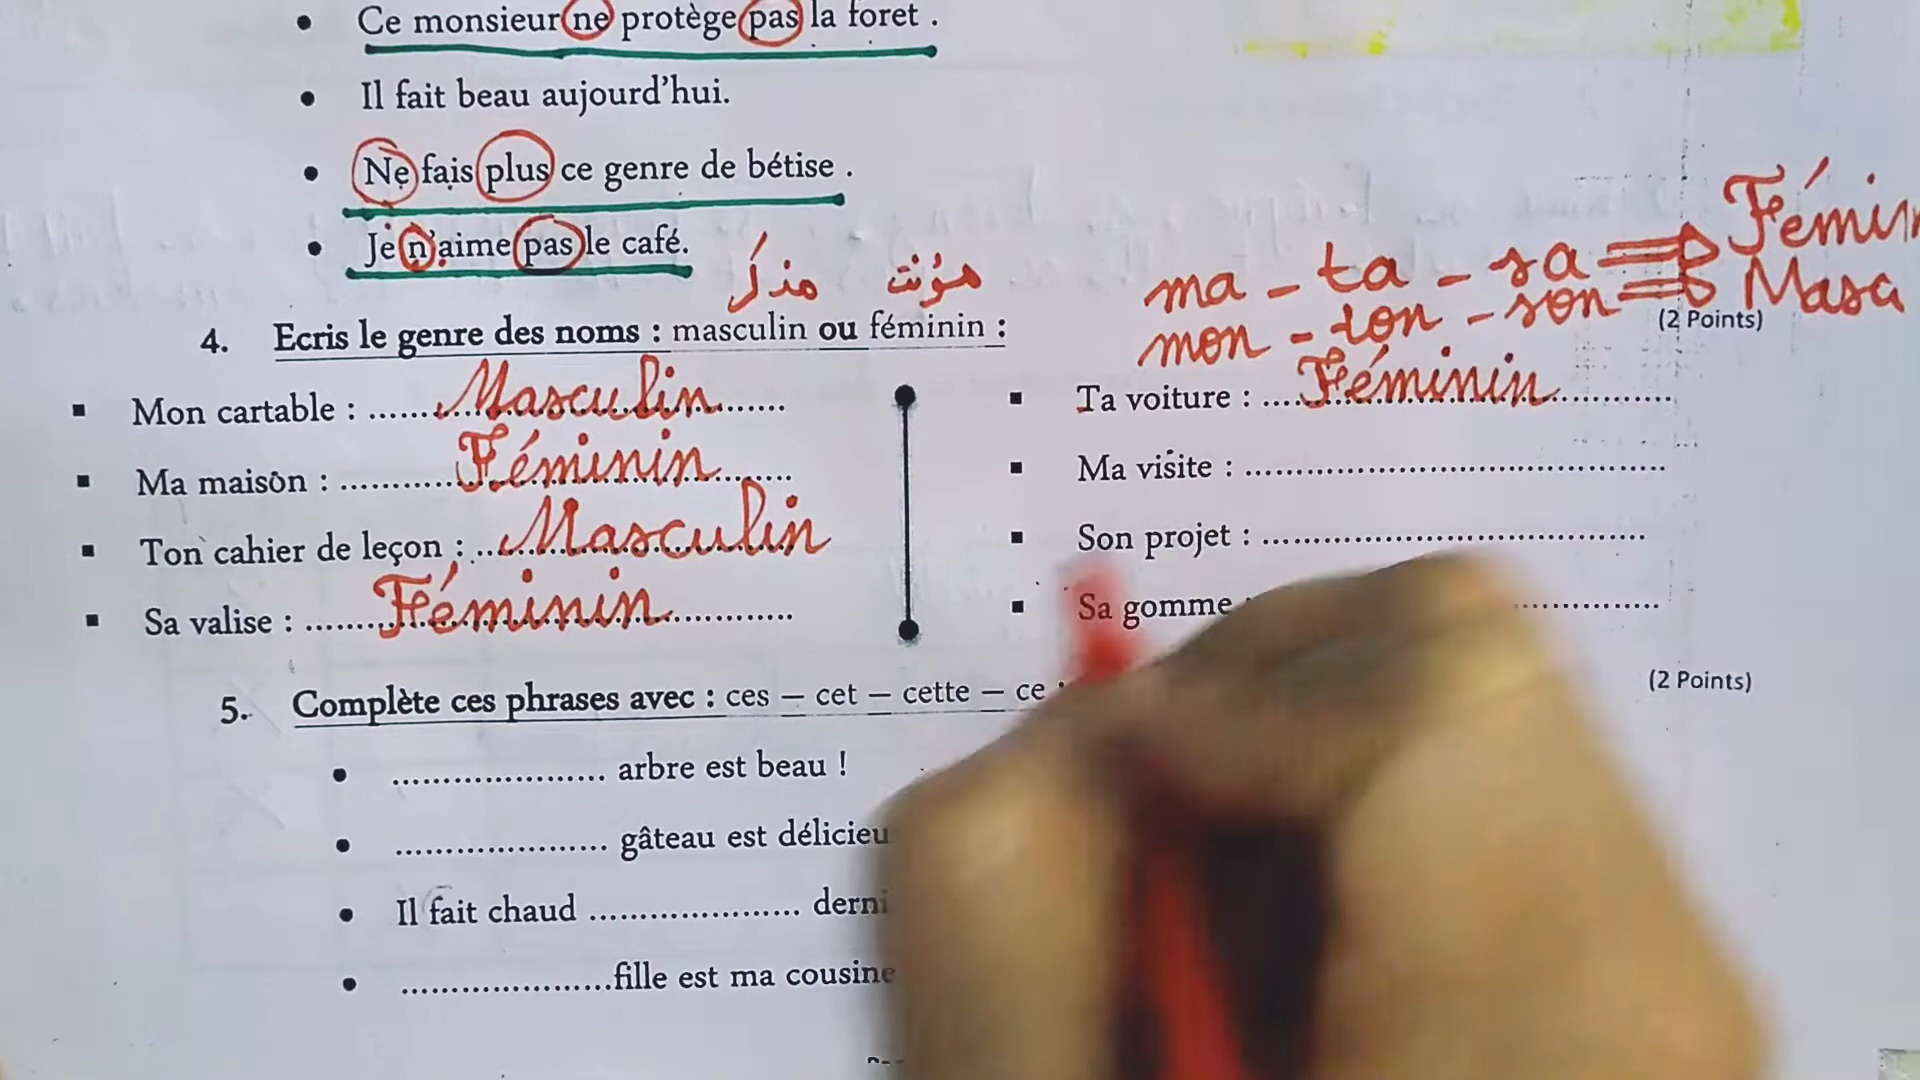 Ce monsieur ne protège pas la foret .
Il fait beau aujourd'hui.
Ne fais plus ce genre de bétise .
Je n'aime pas le café.
مذكر مؤنث
ma - ta - sa
mon - ton - son
4. Ecris le genre des noms : masculin ou féminin : (2 Points)
Mon cartable : Masculin
Ma maison : Féminin
Ton cahier de leçon : Masculin
Sa valise : Féminin
Ta voiture : Féminin
Ma visite :
Son projet :
Sa gomme
5. Complète ces phrases avec : ces – cet – cette – ce : (2 Points)
.................... arbre est beau !
.................... gâteau est délicieu
Il fait chaud .................... derni
....................fille est ma cousine